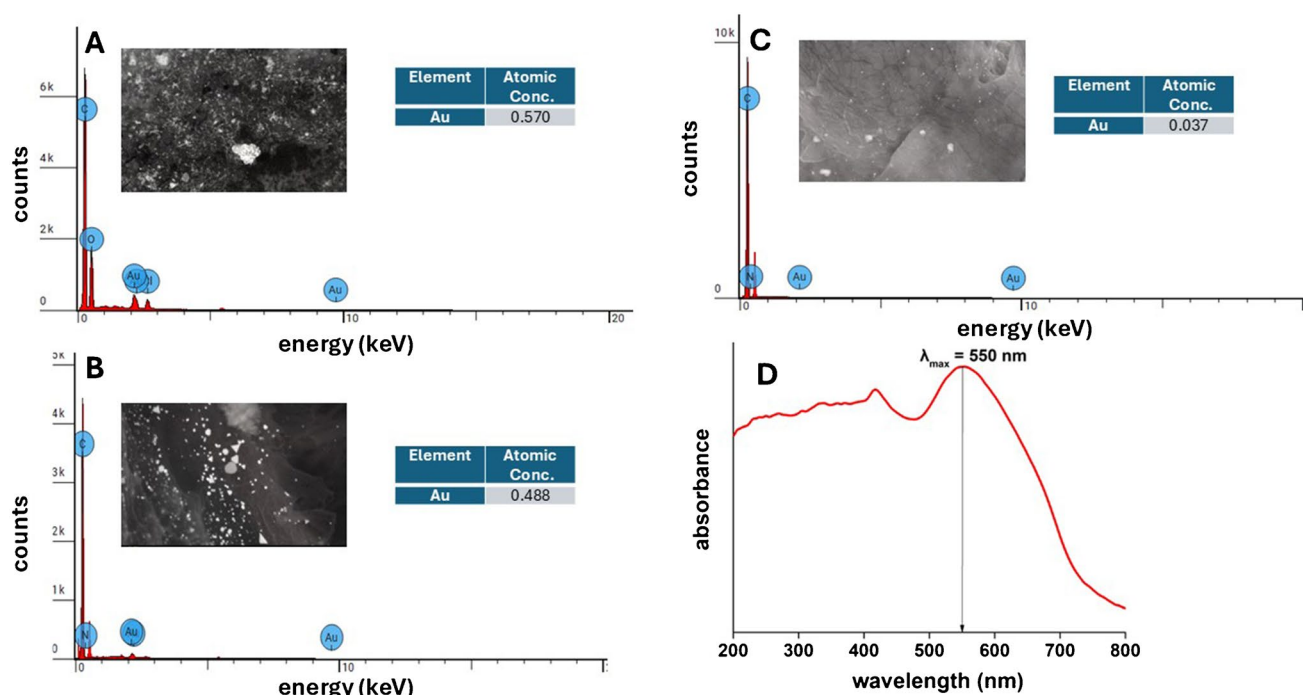 A
Element Atomic Conc.
Au 0.570
6k
4k
2k
0
C
O
Au
Au
0 10 20
counts
energy (keV)
B
Element Atomic Conc.
Au 0.488
5k
4k
3k
2k
1k
0
C
N
Au
Au
0 10
counts
energy (keV)
C
Element Atomic Conc.
Au 0.037
10k
0
C
N
Au
Au
0 10
counts
energy (keV)
D
λmax = 550 nm
absorbance
200 300 400 500 600 700 800
wavelength (nm)